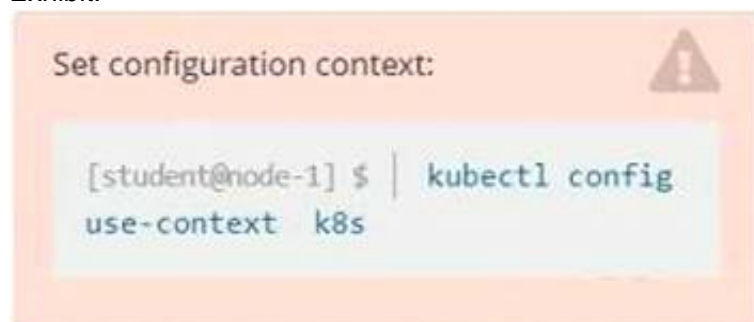 Set configuration context:
[student@node-1] $ | kubectl config
use-context k8s